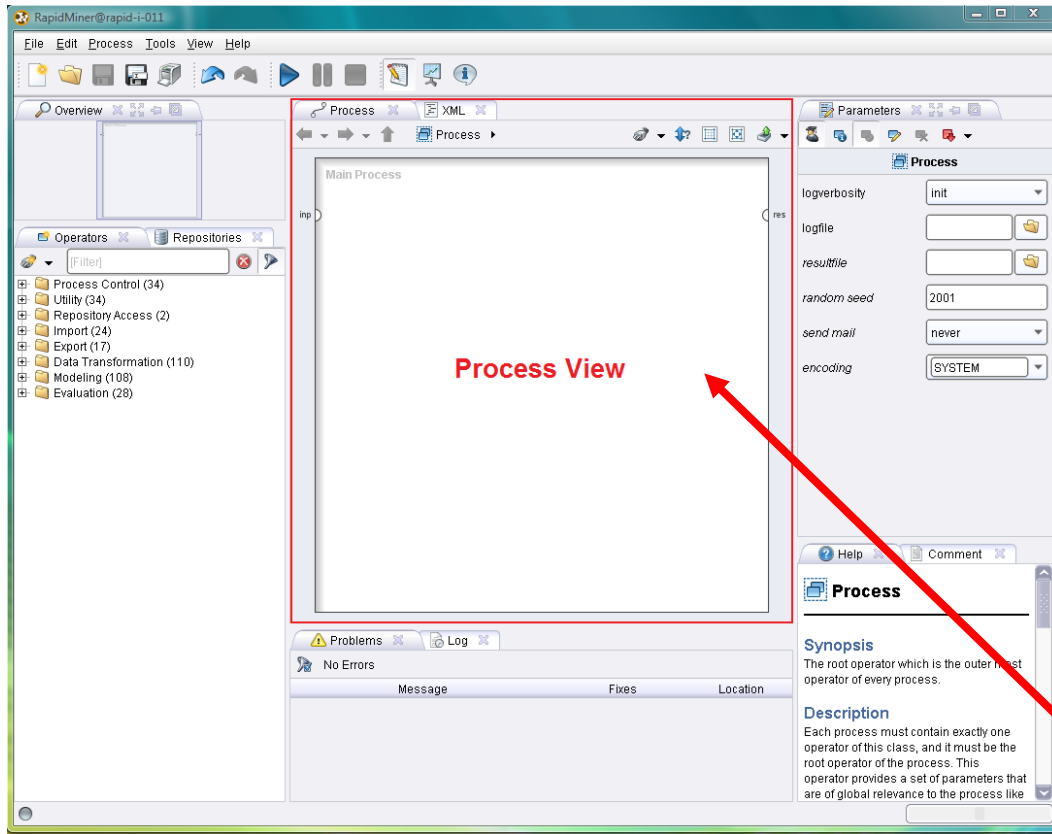 RapidMiner@rapid-i-011
File Edit Process Tools View Help
Overview
Operators
Repositories
[Filter]
Process Control (34)
Utility (34)
Repository Access (2)
Import (24)
Export (17)
Data Transformation (110)
Modeling (108)
Evaluation (28)
Process
XML
Process
Main Process
inp
res
Process View
Problems
Log
No Errors
Message Fixes Location
Parameters
Process
logverbosity init
logfile
resultfile
random seed 2001
send mail never
encoding SYSTEM
Help
Comment
Process
Synopsis
The root operator which is the outer most
operator of every process.
Description
Each process must contain exactly one
operator of this class, and it must be the
root operator of the process. This
operator provides a set of parameters that
are of global relevance to the process like